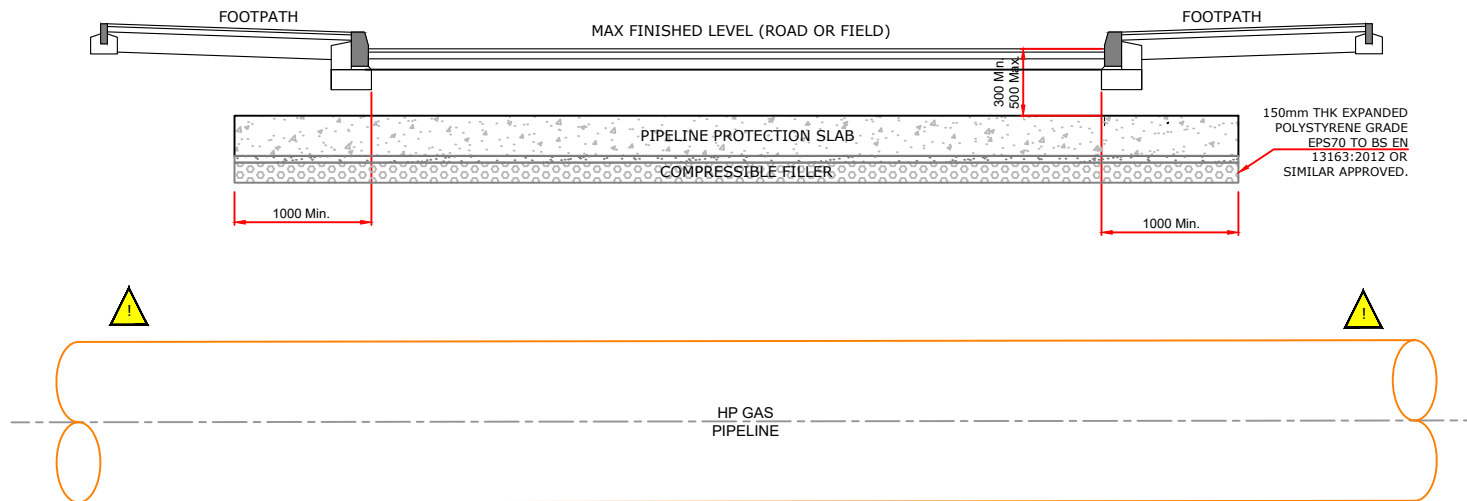 FOOTPATH
MAX FINISHED LEVEL (ROAD OR FIELD)
FOOTPATH
300 Min.
500 Max.
150mm THK EXPANDED
POLYSTYRENE GRADE
EPS70 TO BS EN
13163:2012 OR
SIMILAR APPROVED.
PIPELINE PROTECTION SLAB
COMPRESSIBLE FILLER
1000 Min.
1000 Min.
!
!
HP GAS
PIPELINE